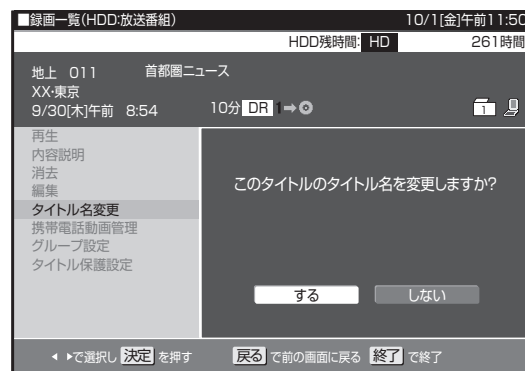 ■録画一覧(HDD:放送番組) 10/1[金]午前11:50
HDD残時間: HD 261時間
地上 011 首都圏ニュース
XX・東京
9/30[木]午前 8:54 10分 DR 1➡ 1
再生
内容説明
消去
編集
タイトル名変更
携帯電話動画管理
グループ設定
タイトル保護設定
このタイトルのタイトル名を変更しますか?
する しない
◀ ▶で選択し 決定 を押す 戻る で前の画面に戻る 終了 で終了